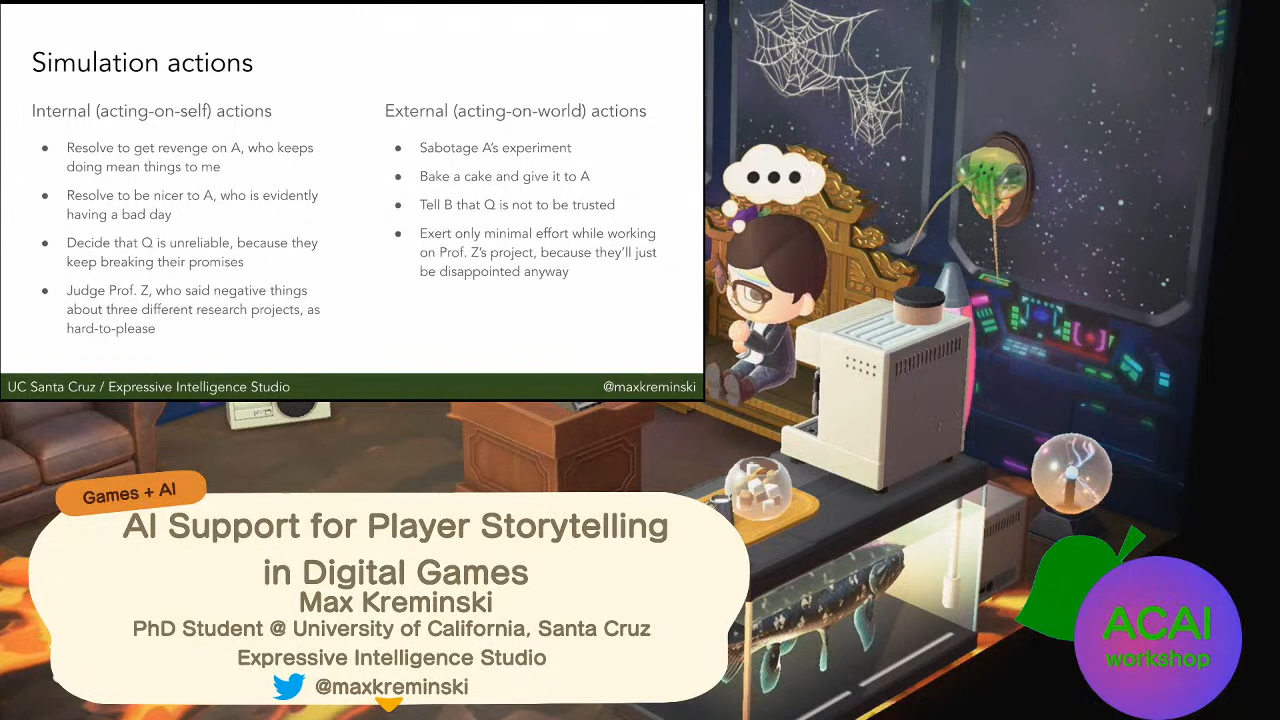 Simulation actions
Internal (acting-on-self) actions
● Resolve to get revenge on A, who keeps
doing mean things to me
● Resolve to be nicer to A, who is evidently
having a bad day
● Decide that Q is unreliable, because they
keep breaking their promises
● Judge Prof. Z, who said negative things
about three different research projects, as
hard-to-please
External (acting-on-world) actions
● Sabotage A's experiment
● Bake a cake and give it to A
● Tell B that Q is not to be trusted
● Exert only minimal effort while working
on Prof. Z's project, because they'll just
be disappointed anyway
UC Santa Cruz / Expressive Intelligence Studio
@maxkreminski
Games + AI
AI Support for Player Storytelling
in Digital Games
Max Kreminski
PhD Student @ University of California, Santa Cruz
Expressive Intelligence Studio
@maxkreminski
ACAI
workshop